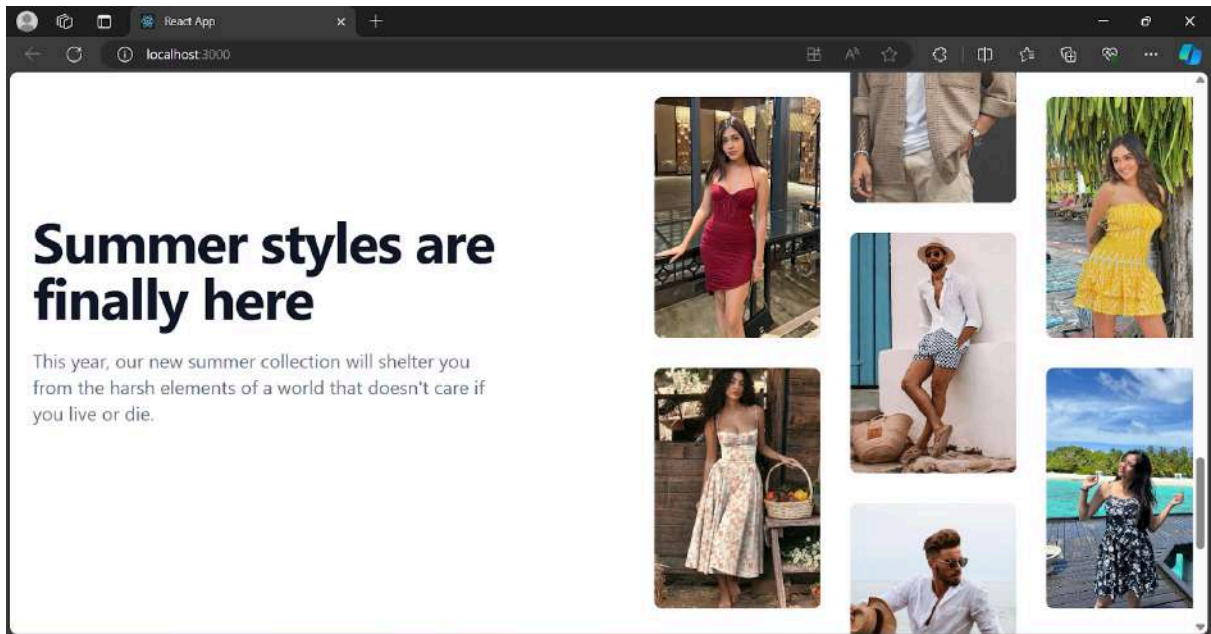 React App
localhost:3000
Summer styles are
finally here
This year, our new summer collection will shelter you
from the harsh elements of a world that doesn't care if
you live or die.